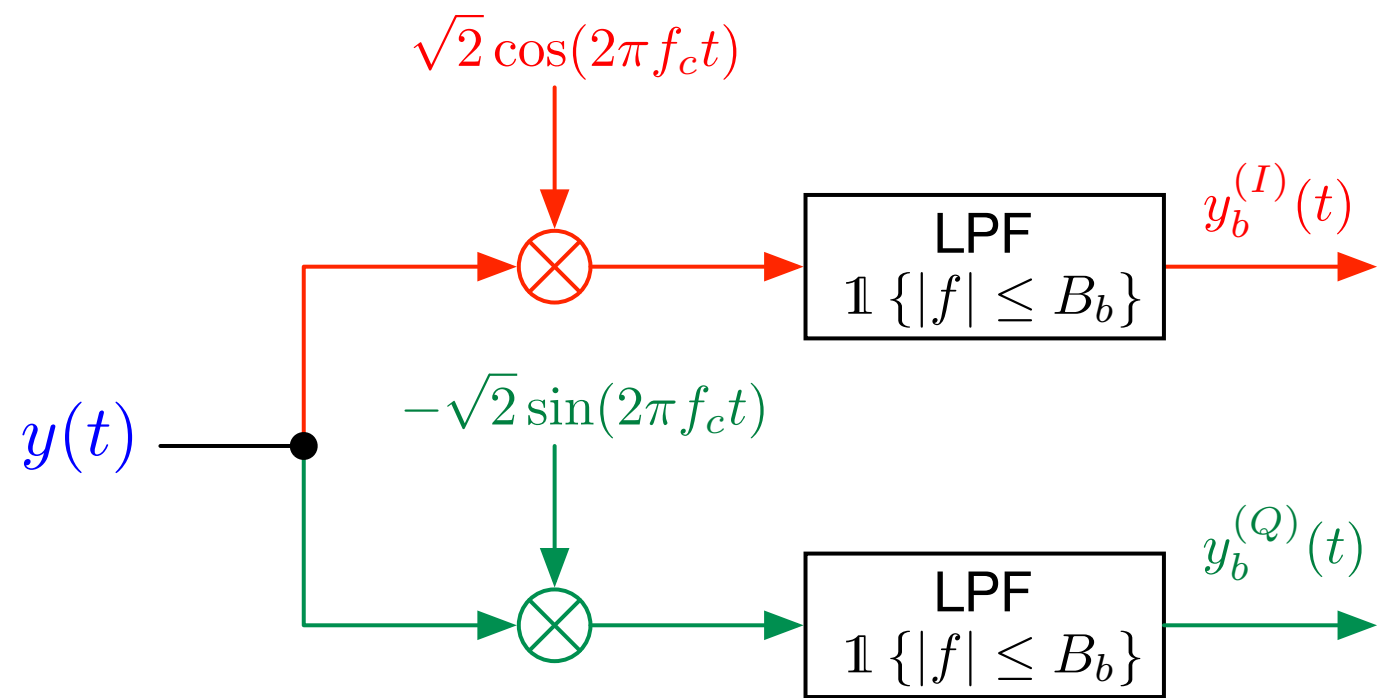 √2 cos(2πf_c t)
y_b^{(I)}(t)
LPF
𝟙 {|f| ≤ B_b}
−√2 sin(2πf_c t)
y(t)
y_b^{(Q)}(t)
LPF
𝟙 {|f| ≤ B_b}